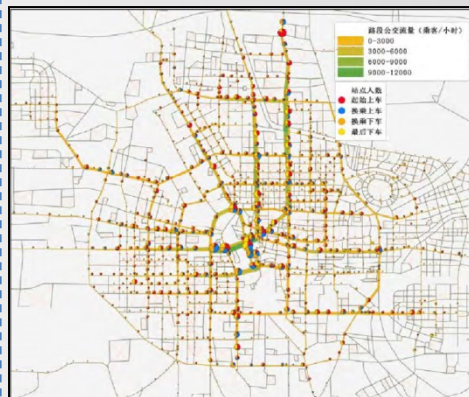 路段公交流量（乘客/小时）
0-3000
3000-6000
6000-9000
9000-12000
站点人数
起始上车
换乘上车
换乘下车
最后下车